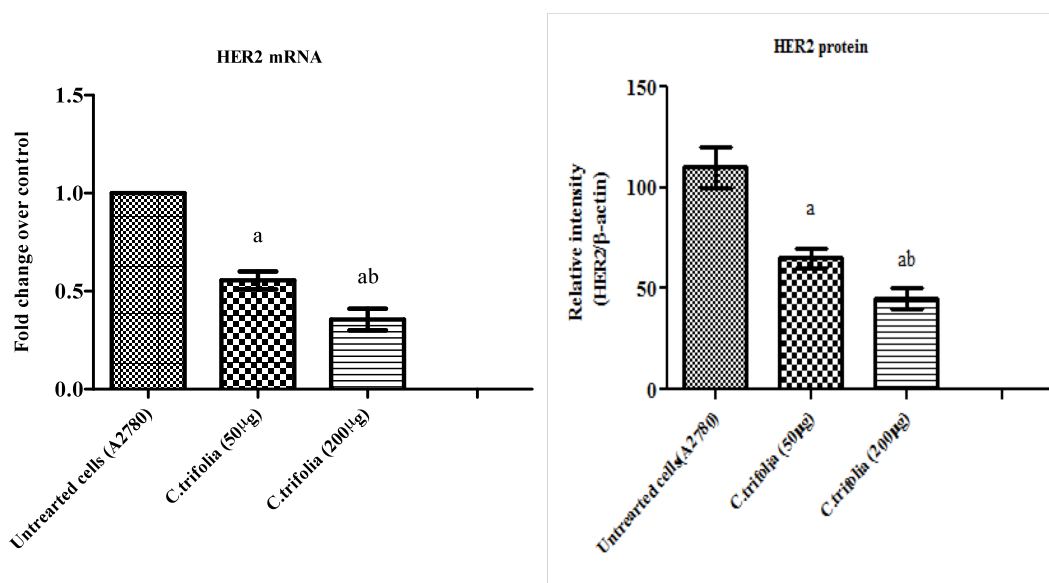 HER2 mRNA
Fold change over control
1.5
1.0
0.5
0.0
a
ab
Untrearted cells (A2780)
C.trifolia (50µg)
C.trifolia (200µg)
HER2 protein
Relative intensity
(HER2/β-actin)
150
100
50
0
a
ab
Untrearted cells(A2780)
C.trifolia (50µg)
C.trifolia (200µg)